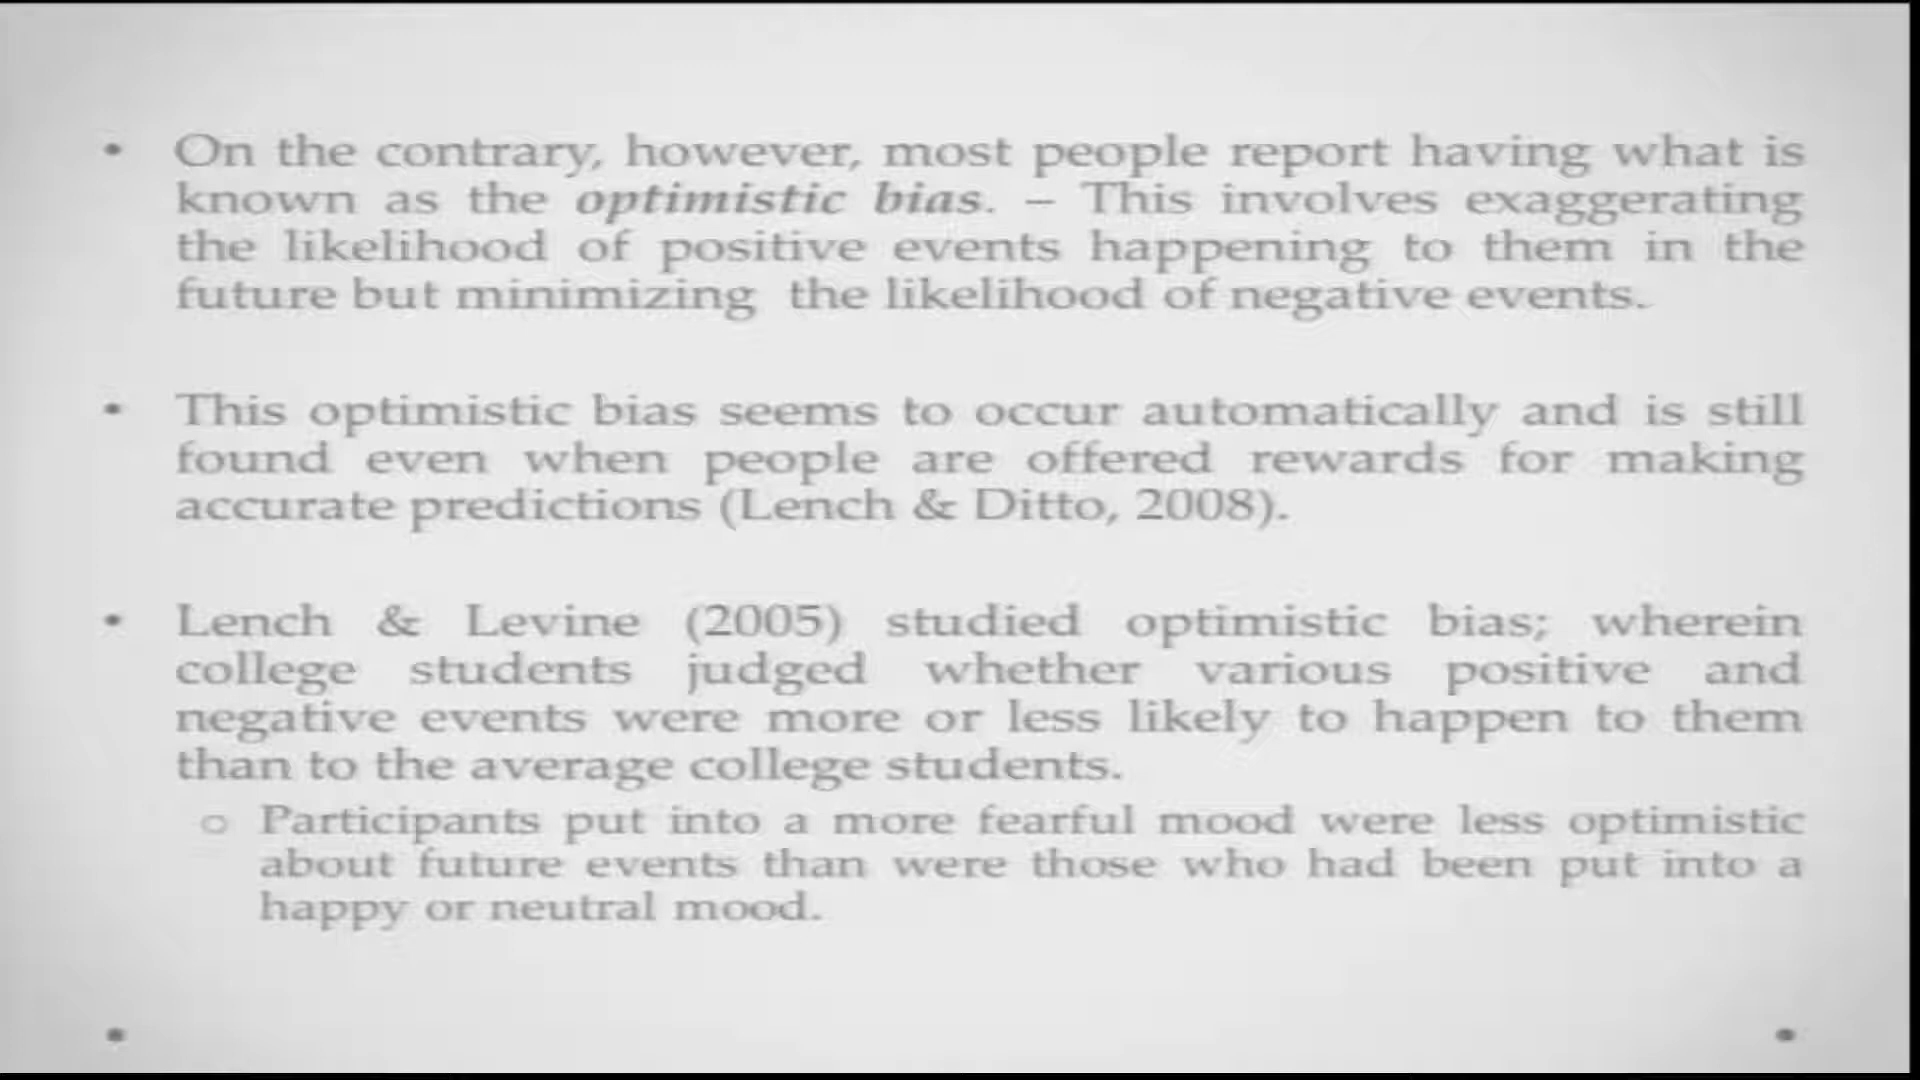 • On the contrary, however, most people report having what is
known as the optimistic bias. – This involves exaggerating
the likelihood of positive events happening to them in the
future but minimizing the likelihood of negative events.
• This optimistic bias seems to occur automatically and is still
found even when people are offered rewards for making
accurate predictions (Lench & Ditto, 2008).
• Lench & Levine (2005) studied optimistic bias; wherein
college students judged whether various positive and
negative events were more or less likely to happen to them
than to the average college students.
o Participants put into a more fearful mood were less optimistic
about future events than were those who had been put into a
happy or neutral mood.